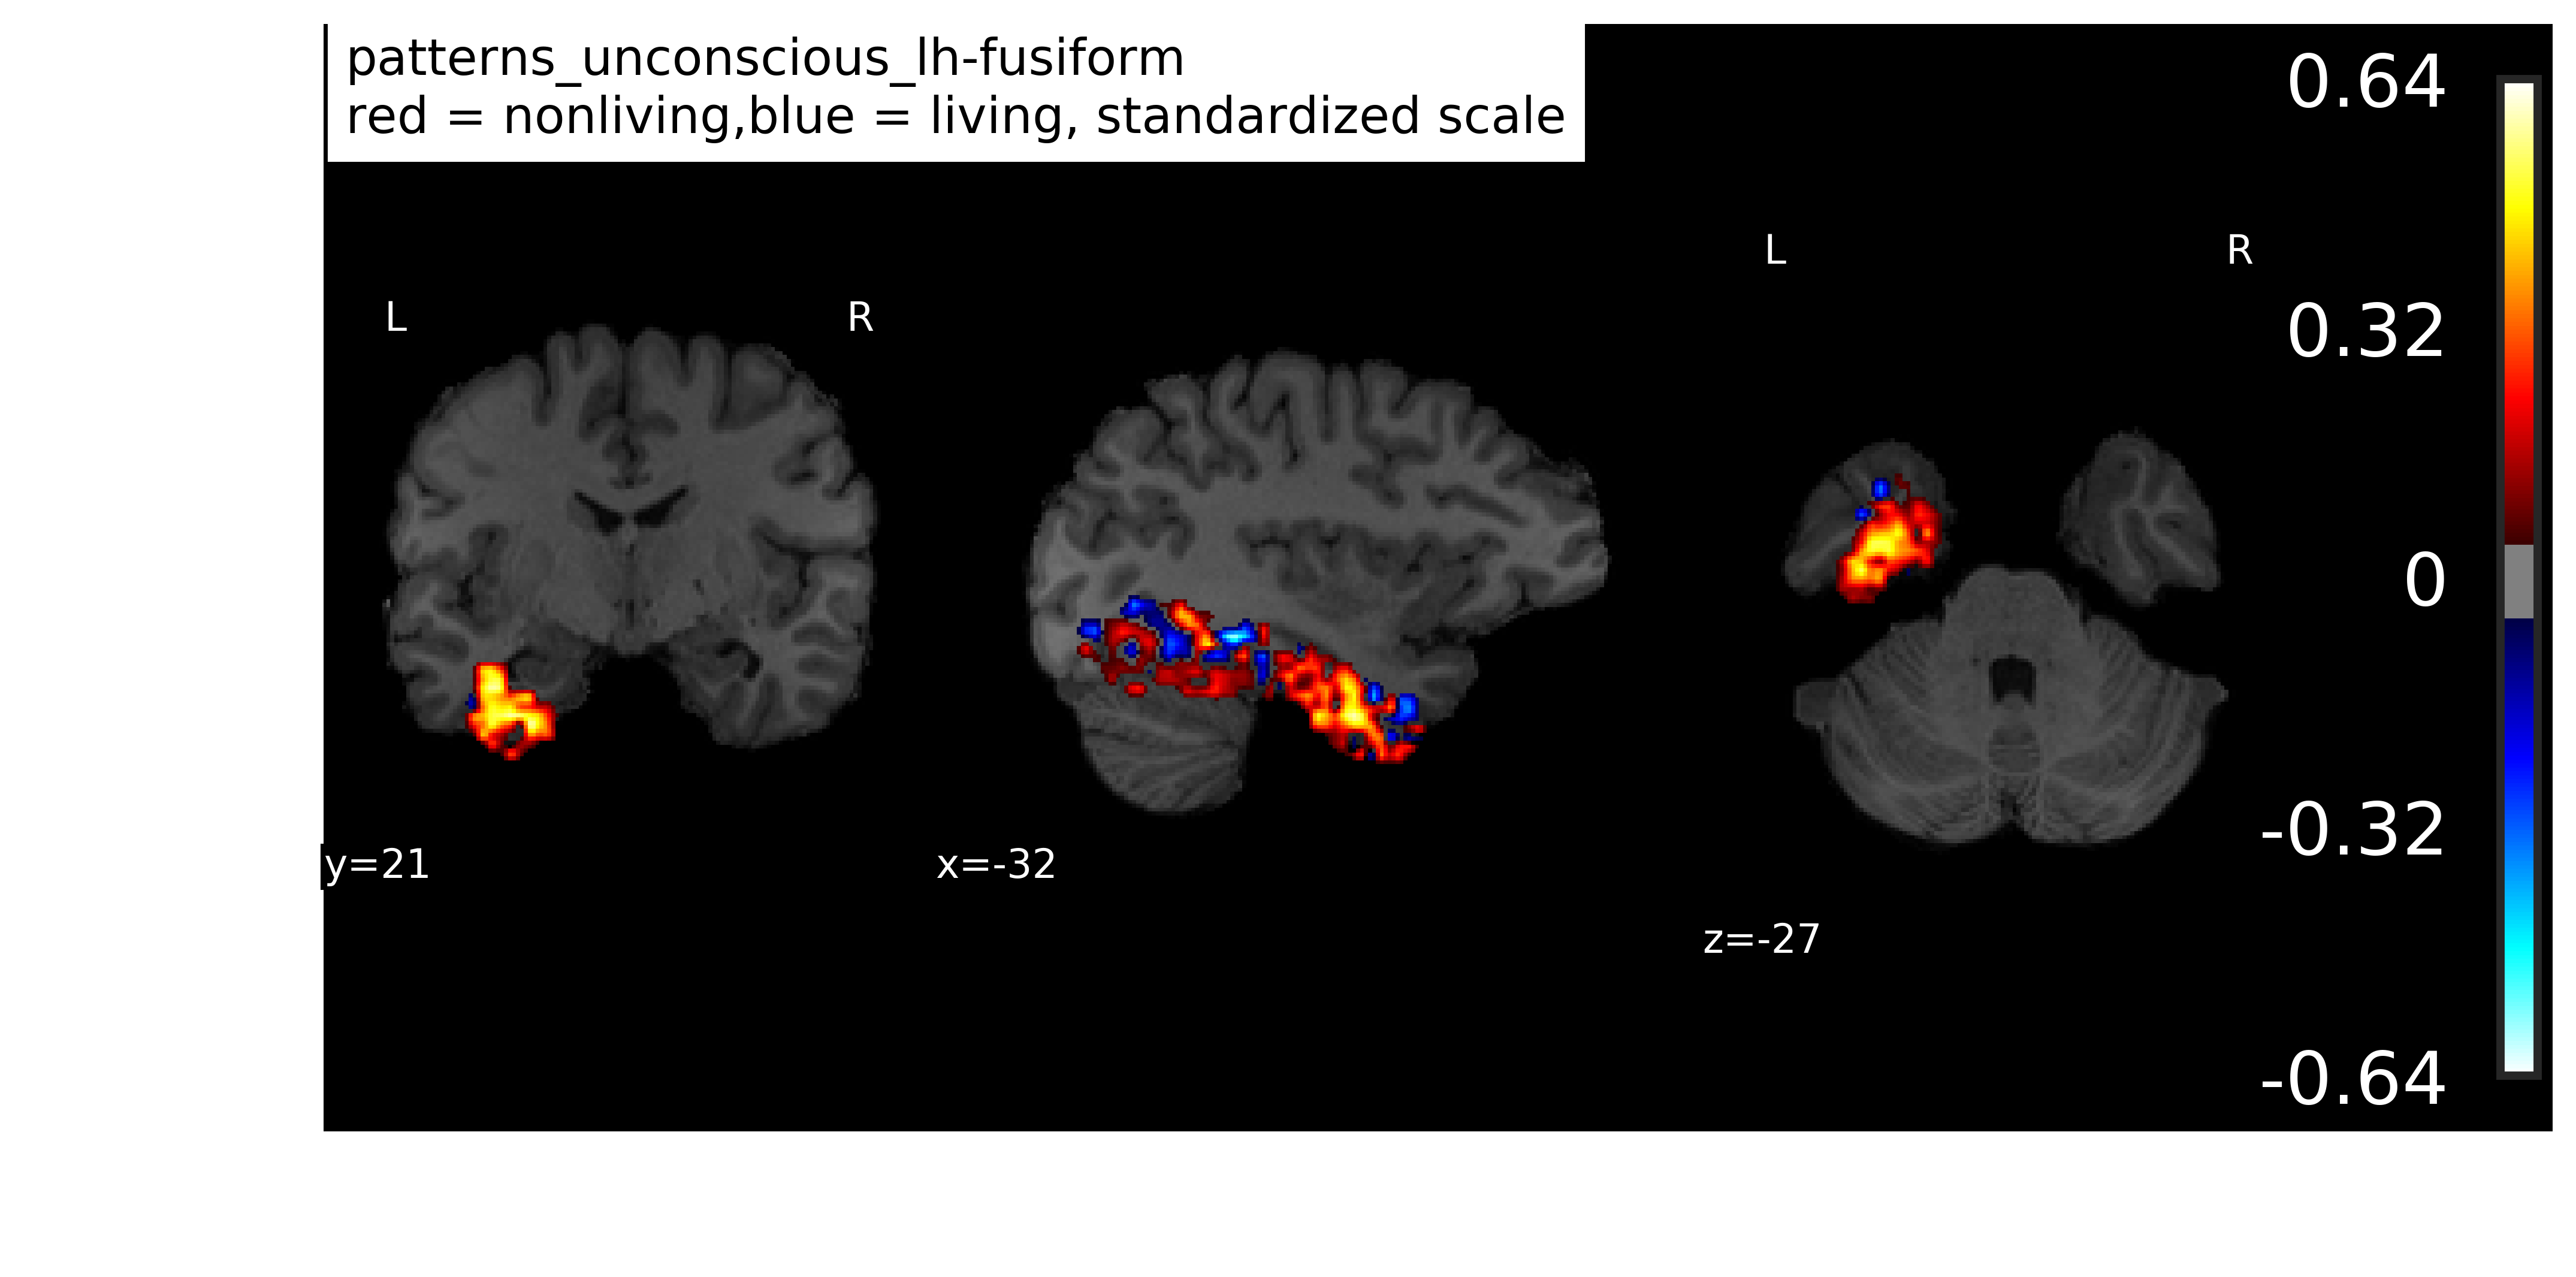 patterns_unconscious_lh-fusiform
red = nonliving,blue = living, standardized scale
L
R
L
R
y=21
x=-32
z=-27
0.64
0.32
0
-0.32
-0.64